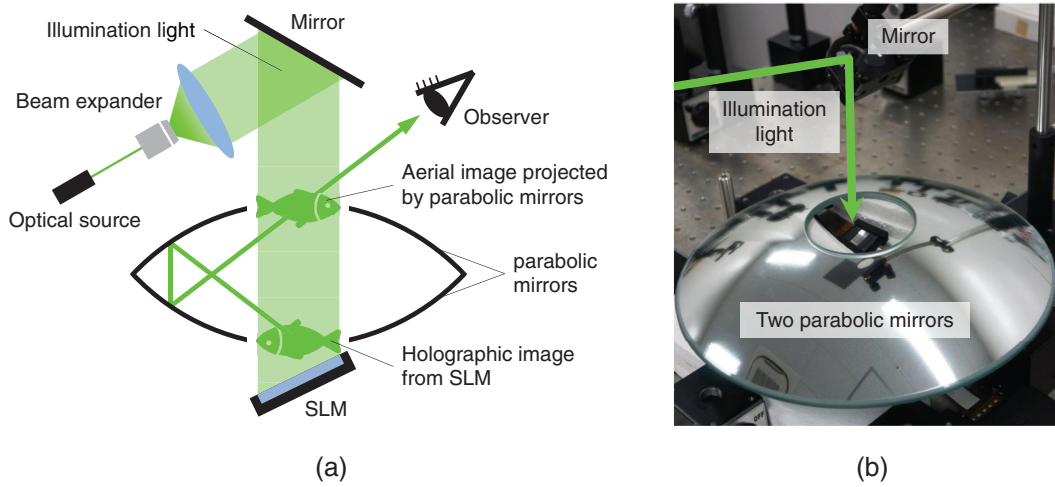 Illumination light
Mirror
Beam expander
Observer
Aerial image projected
by parabolic mirrors
Optical source
parabolic
mirrors
Holographic image
from SLM
SLM
(a)
Mirror
Illumination
light
Two parabolic mirrors
OFF
(b)